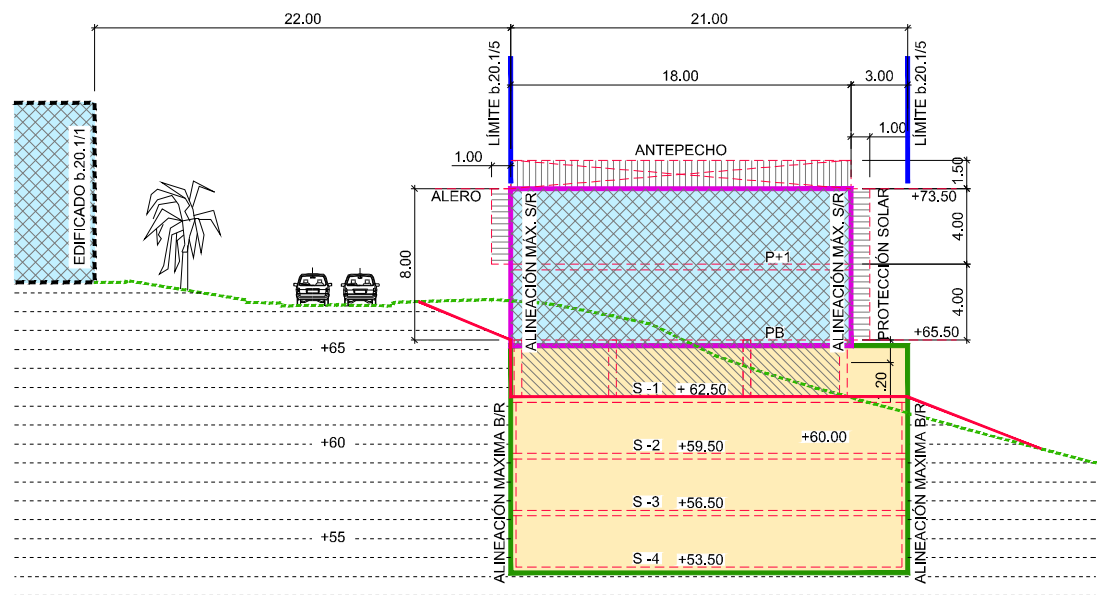 22.00
21.00
LÍMITE b.20.1/5
18.00
3.00
LÍMITE b.20.1/5
1.00
ANTEPECHO
1.00
1.50
EDIFICADO b.20.1/1
ALERO
ALINEACIÓN MÁX. S/R
ALINEACIÓN MÁX. S/R
PROTECCIÓN SOLAR
+73.50
4.00
8.00
P+1
4.00
PB
+65.50
+65
.20
S -1 + 62.50
+60
S -2 +59.50
+60.00
ALINEACIÓN MAXIMA B/R
ALINEACIÓN MAXIMA B/R
S -3 +56.50
+55
S -4 +53.50